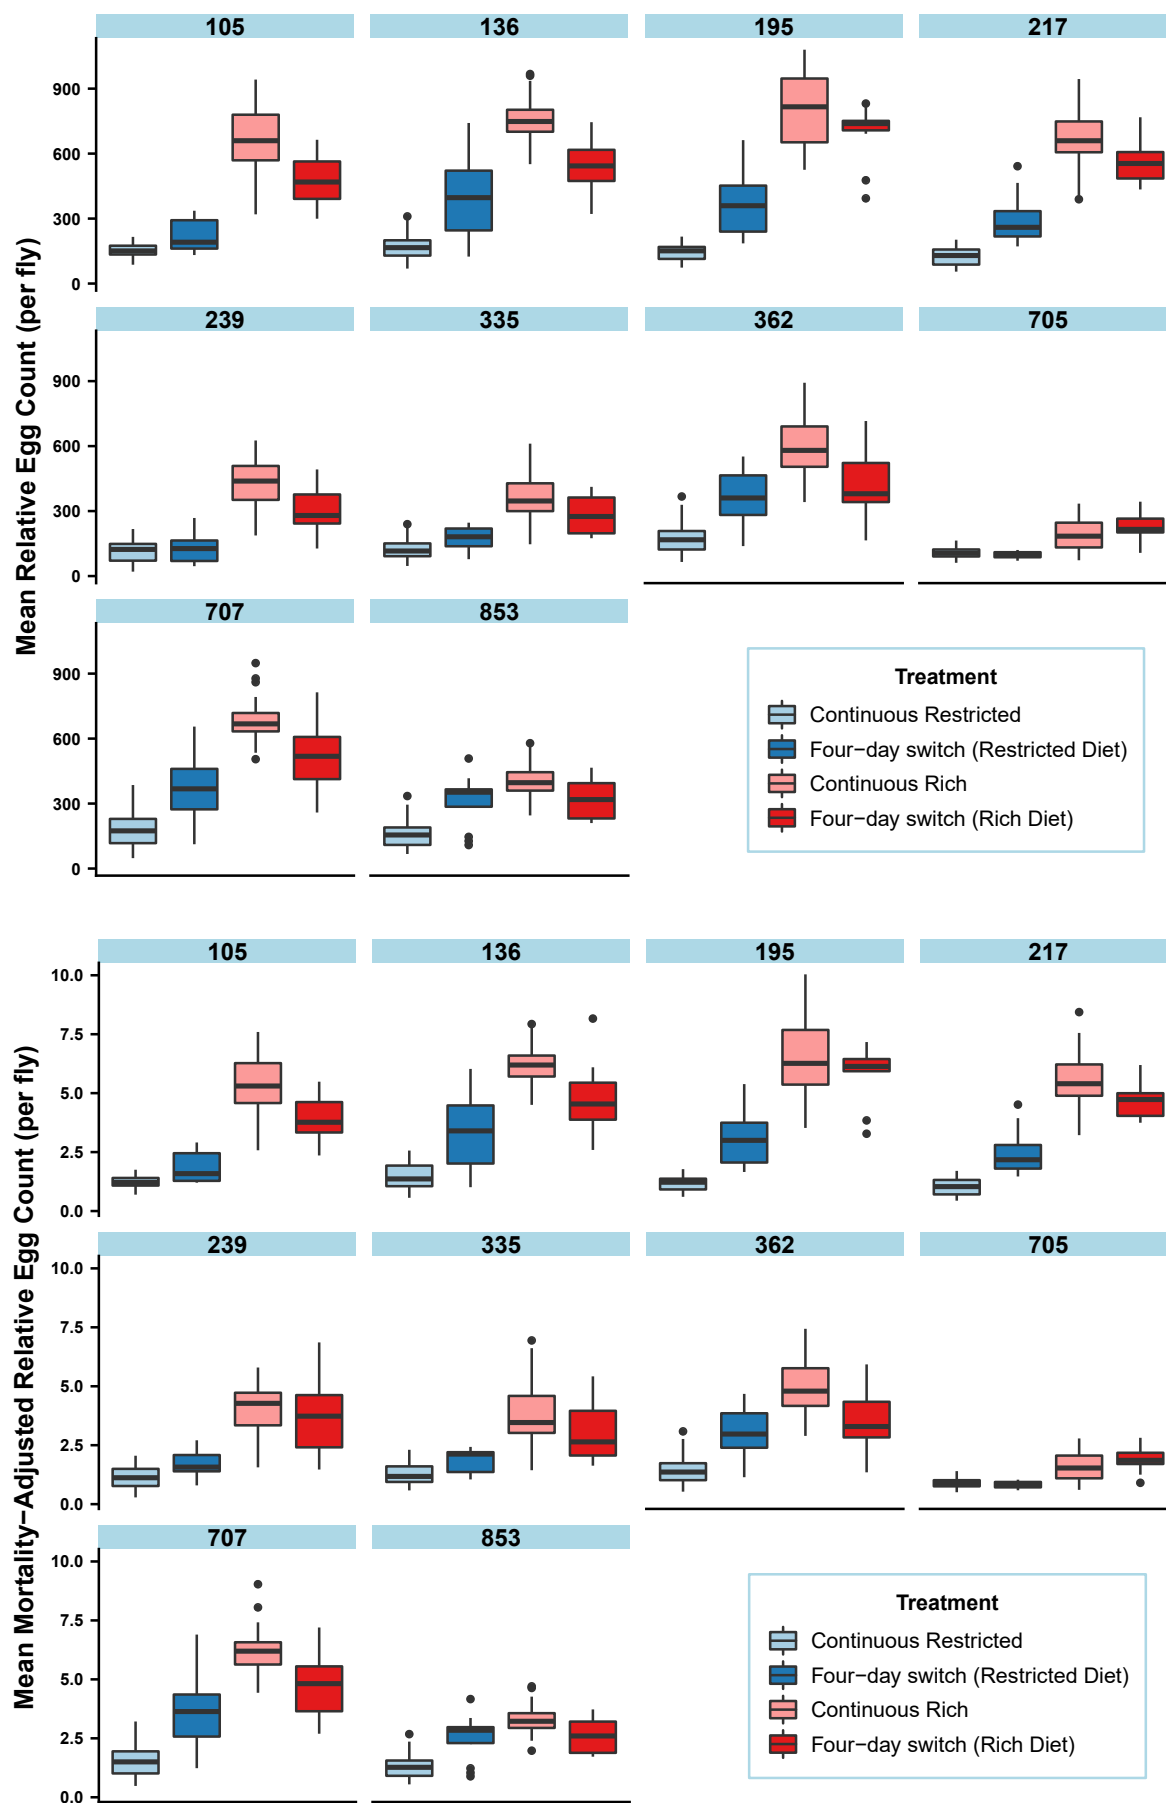 105 136 195 217
Mean Relative Egg Count (per fly)
900
600
300
0
239 335 362 705
900
600
300
0
707 853
900
600
300
0
Treatment
Continuous Restricted
Four−day switch (Restricted Diet)
Continuous Rich
Four−day switch (Rich Diet)
105 136 195 217
Mean Mortality−Adjusted Relative Egg Count (per fly)
10.0
7.5
5.0
2.5
0.0
239 335 362 705
10.0
7.5
5.0
2.5
0.0
707 853
10.0
7.5
5.0
2.5
0.0
Treatment
Continuous Restricted
Four−day switch (Restricted Diet)
Continuous Rich
Four−day switch (Rich Diet)